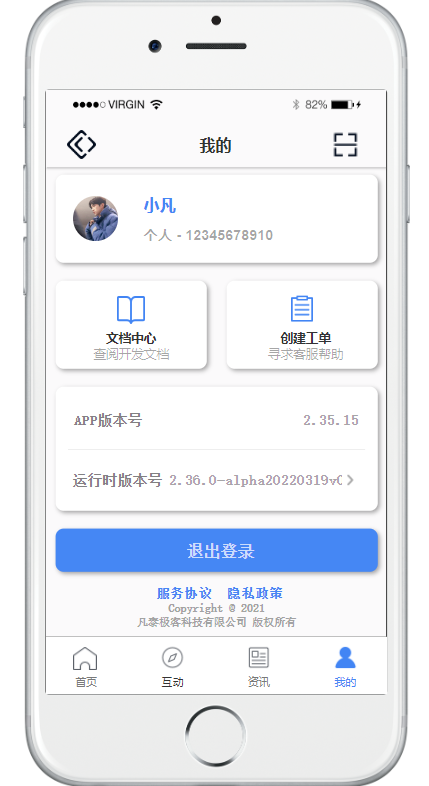 VIRGIN 82%
我的
小凡
个人 - 12345678910
文档中心
查阅开发文档
创建工单
寻求客服帮助
APP版本号 2.35.15
运行时版本号 2.36.0-alpha20220319v0
退出登录
服务协议 隐私政策
Copyright @ 2021
凡泰极客科技有限公司 版权所有
首页 互动 资讯 我的